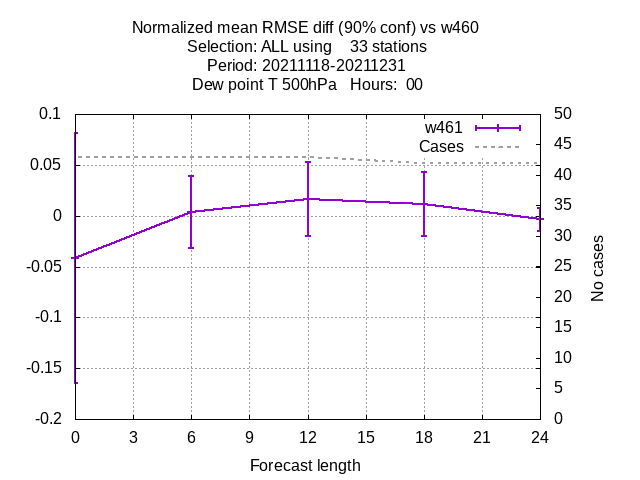 Normalized mean RMSE diff (90% conf) vs w460
Selection: ALL using    33 stations
Period: 20211118-20211231
Dew point T 500hPa   Hours:  00
w461
Cases
0.1
0.05
0
-0.05
-0.1
-0.15
-0.2
50
45
40
35
30
25
20
15
10
5
0
No cases
0 3 6 9 12 15 18 21 24
Forecast length